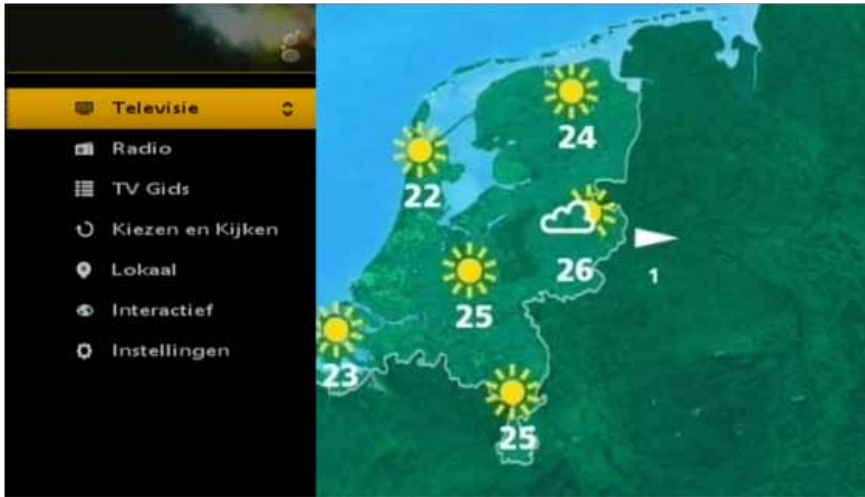 Televisie
Radio
TV Gids
Kiezen en Kijken
Lokaal
Interactief
Instellingen
24
22
26
1
25
23
25